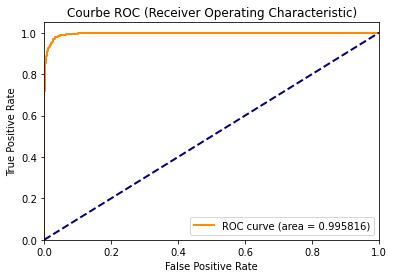 Courbe ROC (Receiver Operating Characteristic)
1.0
0.8
0.6
0.4
0.2
0.0
True Positive Rate
ROC curve (area = 0.995816)
0.0 0.2 0.4 0.6 0.8 1.0
False Positive Rate